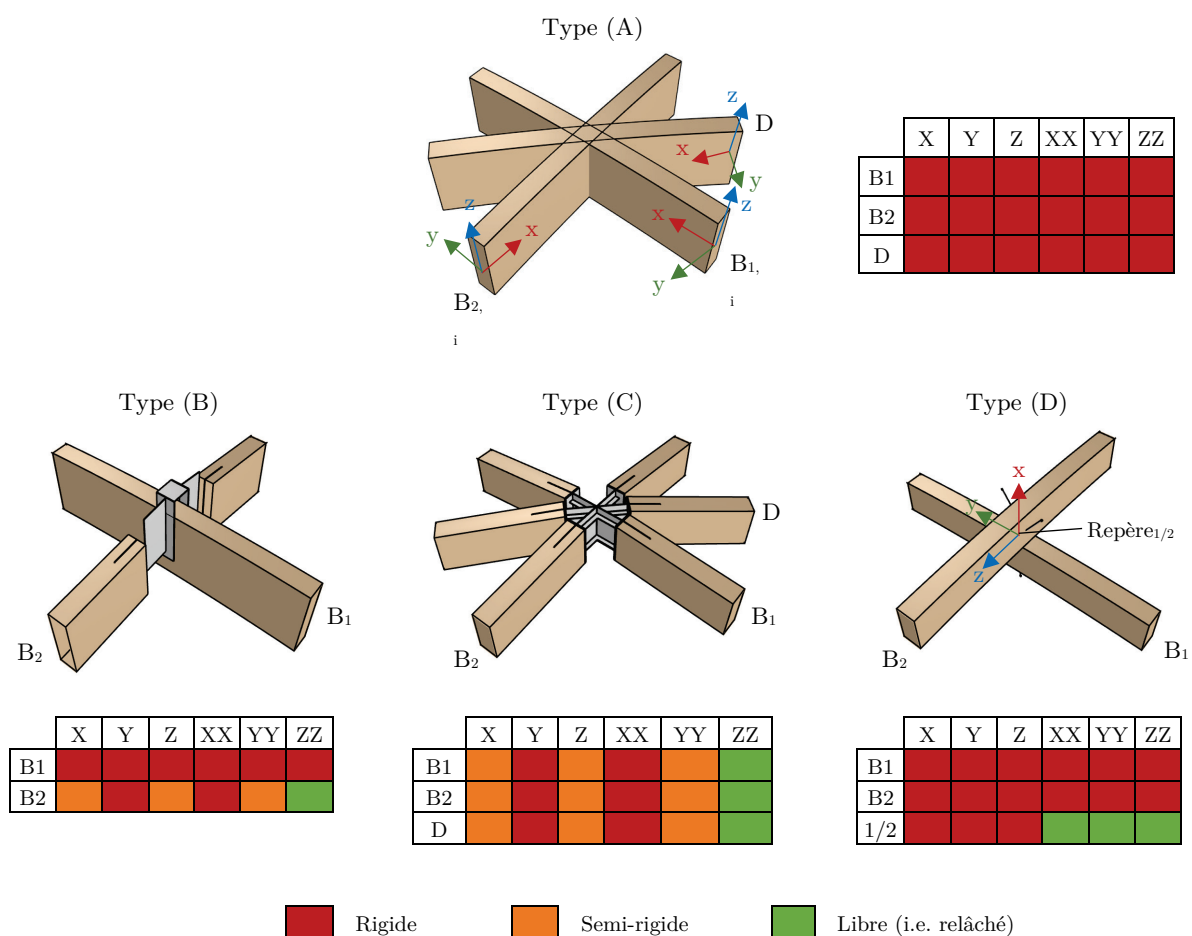 Type (A)
z
D
x
y
z
z
x
x
y
y
B₁,
i
B₂,
i
X Y Z XX YY ZZ
B1
B2
D
Type (B)
B₁
B₂
X Y Z XX YY ZZ
B1
B2
Type (C)
D
B₁
B₂
X Y Z XX YY ZZ
B1
B2
D
Type (D)
x
y
Repère₁/₂
z
B₂
B₁
X Y Z XX YY ZZ
B1
B2
1/2
Rigide Semi-rigide Libre (i.e. relâché)